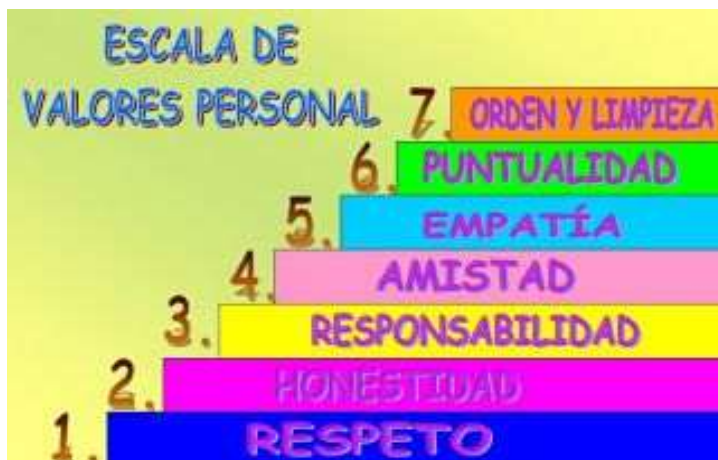 ESCALA DE
VALORES PERSONAL
7. ORDEN Y LIMPIEZA
6. PUNTUALIDAD
5. EMPATÍA
4. AMISTAD
3. RESPONSABILIDAD
2. HONESTIDAD
1. RESPETO